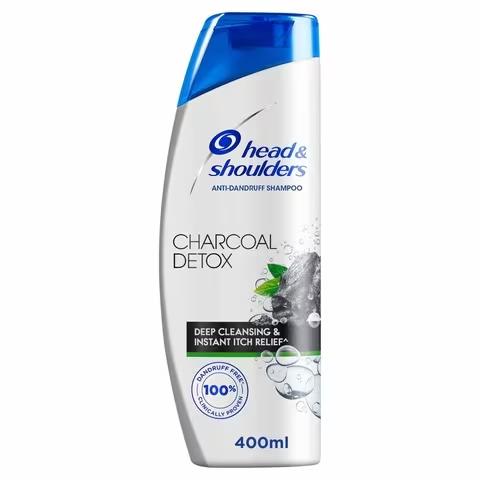 head&
shoulders
ANTI-DANDRUFF SHAMPOO
CHARCOAL
DETOX
DEEP CLEANSING &
INSTANT ITCH RELIEF^
DANDRUFF FREE*
100%
CLINICALLY PROVEN
400ml